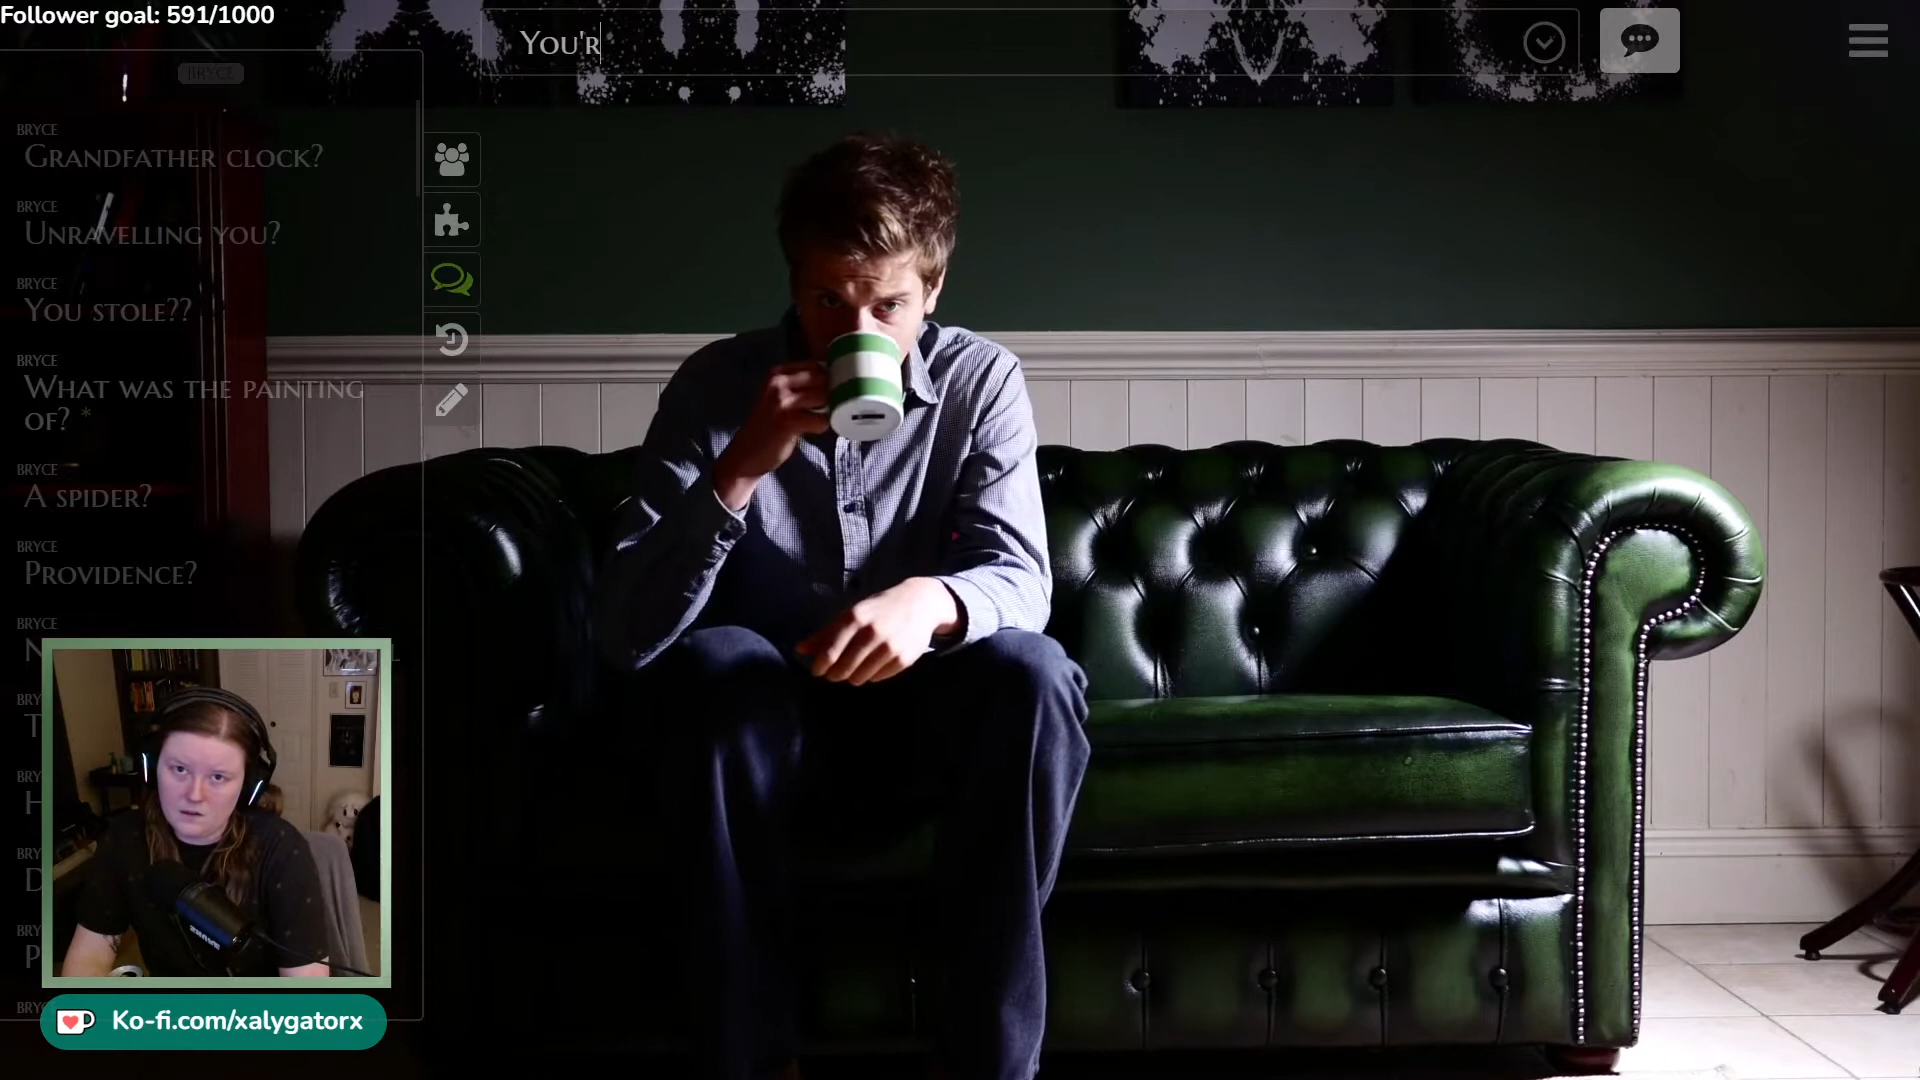 Follower goal: 591/1000
You'r
BRYCE
BRYCE
Grandfather clock?
BRYCE
Unravelling you?
BRYCE
You stole??
BRYCE
What was the painting
of? *
BRYCE
A spider?
BRYCE
Providence?
BRYCE
Ko-fi.com/xalygatorx